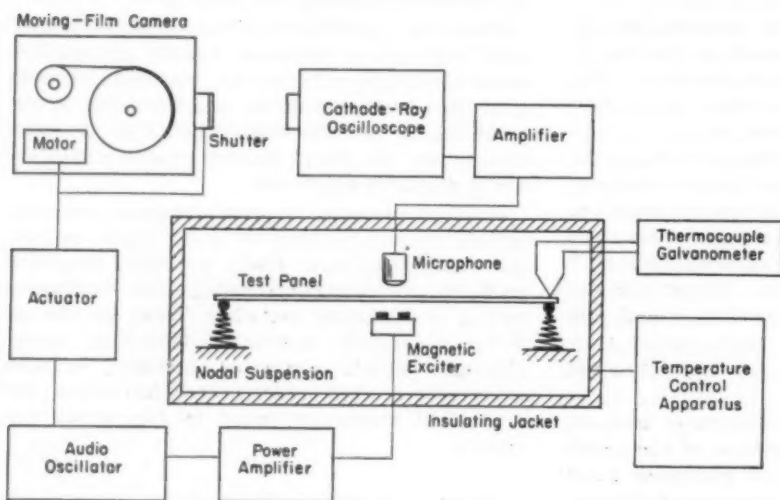 Moving-Film Camera
Motor
Shutter
Cathode-Ray
Oscilloscope
Amplifier
Actuator
Test Panel
Microphone
Thermocouple
Galvanometer
Nodal Suspension
Magnetic
Exciter
Insulating Jacket
Temperature
Control
Apparatus
Audio
Oscillator
Power
Amplifier